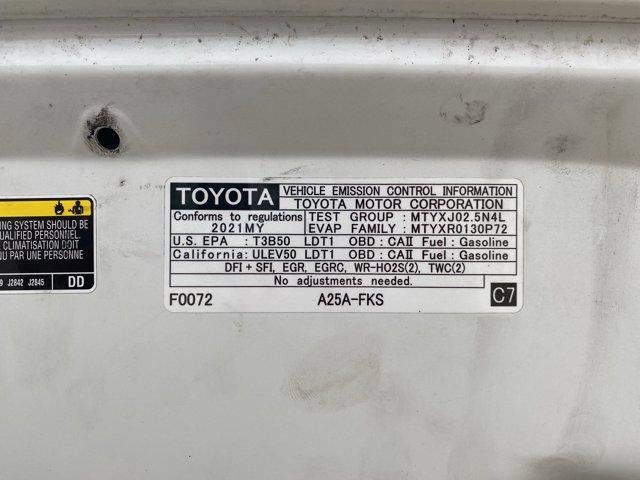 TOYOTA
VEHICLE EMISSION CONTROL INFORMATION
TOYOTA MOTOR CORPORATION
Conforms to regulations
2021MY
TEST GROUP : MTYXJ02.5N4L
EVAP FAMILY : MTYXR0130P72
U.S. EPA : T3B50 LDT1 OBD : CAII Fuel : Gasoline
California: ULEV50 LDT1 OBD : CAII Fuel : Gasoline
DFI + SFI, EGR, EGRC, WR-HO2S(2), TWC(2)
No adjustments needed.
F0072 A25A-FKS C7
ING SYSTEM SHOULD BE
UALIFIED PERSONNEL.
E CLIMATISATION DOIT
NU PAR UNE PERSONNE
J2842 J2845 DD